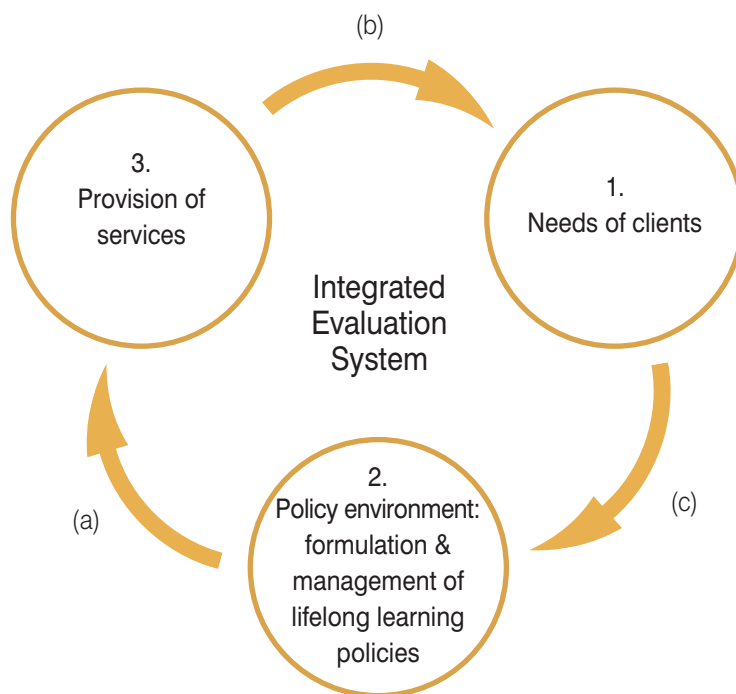 (b)
3.
Provision of
services
1.
Needs of clients
Integrated
Evaluation
System
(a)
2.
Policy environment:
formulation &
management of
lifelong learning
policies
(c)